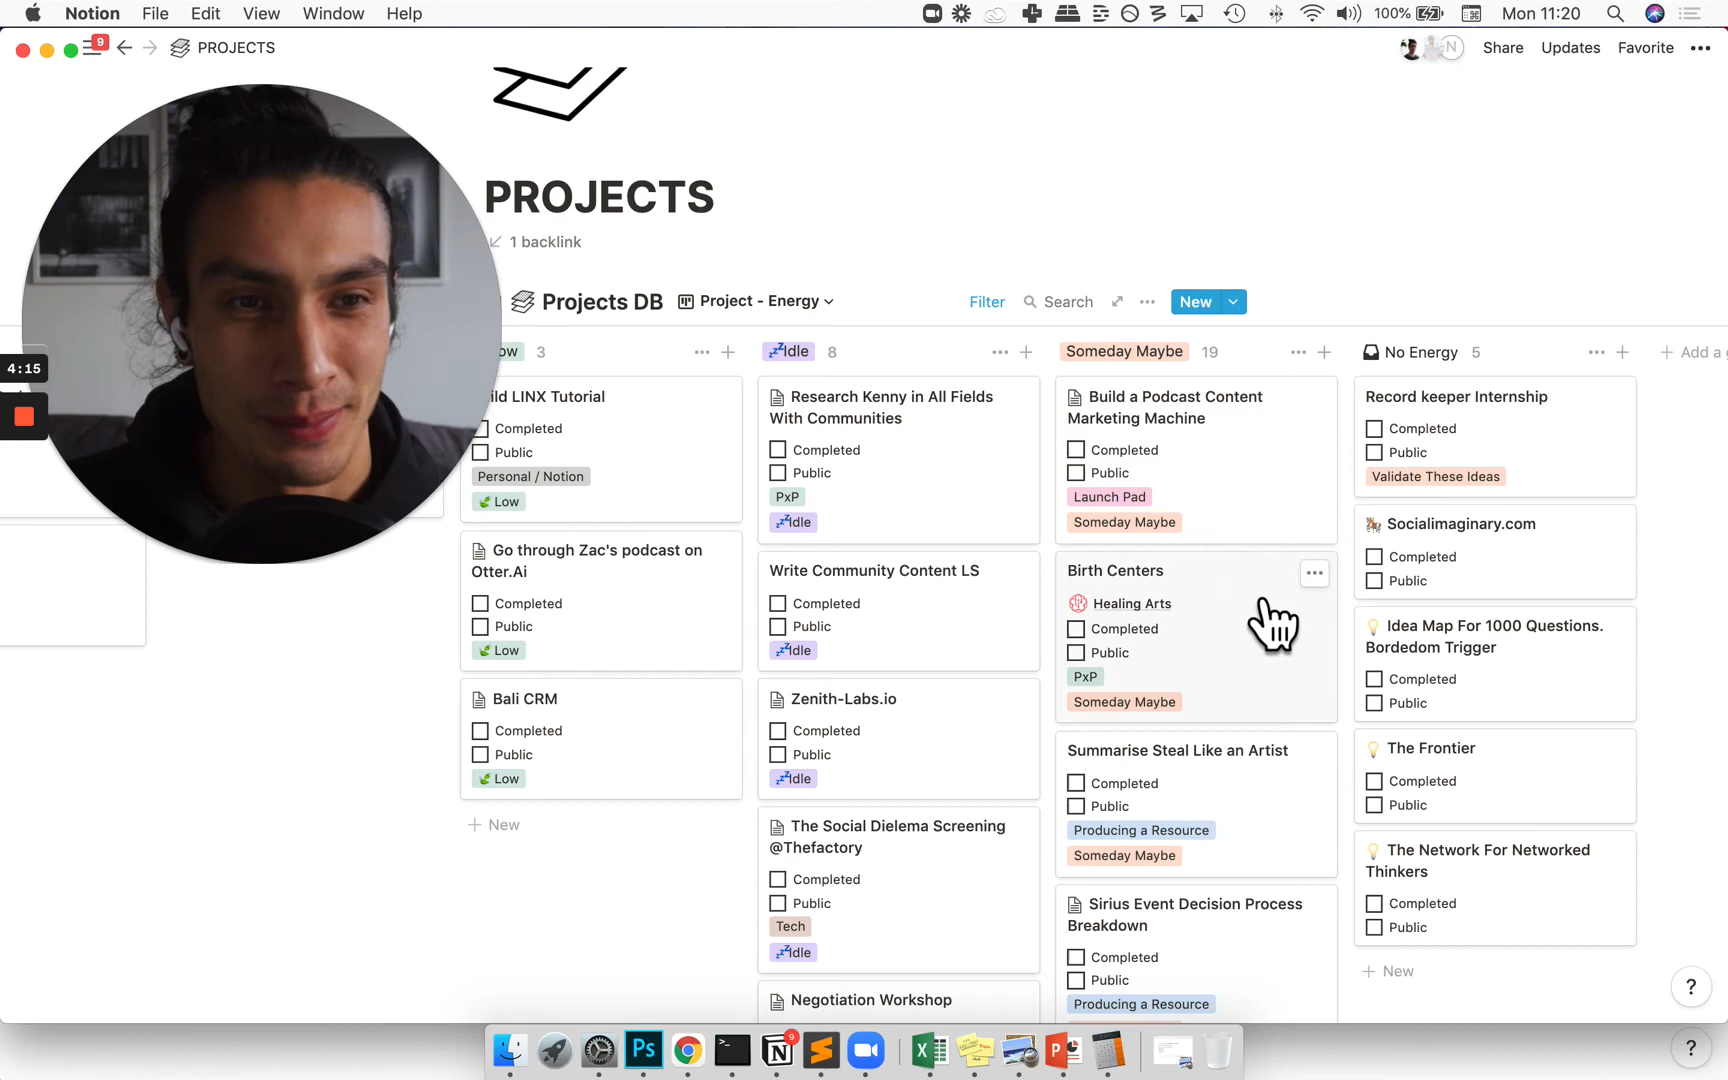 Notion File Edit View Window Help
100% Mon 11:20
9
PROJECTS
N Share Updates Favorite
PROJECTS
1 backlink
Projects DB Project - Energy
Filter Search New
4:15
ow 3
ild LINX Tutorial
Completed
Public
Personal / Notion
Low
Go through Zac's podcast on
Otter.Ai
Completed
Public
Low
Bali CRM
Completed
Public
Low
New
Idle 8
Research Kenny in All Fields
With Communities
Completed
Public
PxP
Idle
Write Community Content LS
Completed
Public
Idle
Zenith-Labs.io
Completed
Public
Idle
The Social Dielema Screening
@Thefactory
Completed
Public
Tech
Idle
Negotiation Workshop
Someday Maybe 19
Build a Podcast Content
Marketing Machine
Completed
Public
Launch Pad
Someday Maybe
Birth Centers
Healing Arts
Completed
Public
PxP
Someday Maybe
Summarise Steal Like an Artist
Completed
Public
Producing a Resource
Someday Maybe
Sirius Event Decision Process
Breakdown
Completed
Public
Producing a Resource
No Energy 5
Record keeper Internship
Completed
Public
Validate These Ideas
Socialimaginary.com
Completed
Public
Idea Map For 1000 Questions.
Bordedom Trigger
Completed
Public
The Frontier
Completed
Public
The Network For Networked
Thinkers
Completed
Public
New
Add a
?
?
Ps
9